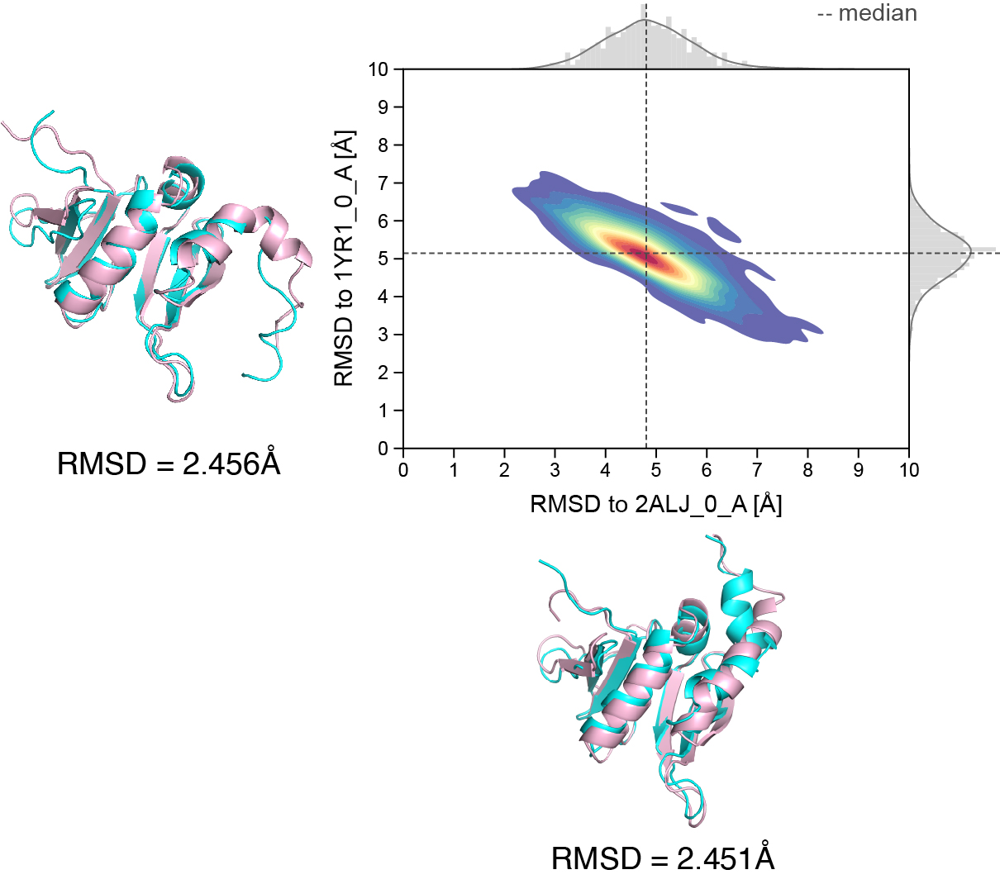 -- median
10
9
8
7
6
5
4
3
2
1
0
RMSD to 1YR1_0_A [Å]
0 1 2 3 4 5 6 7 8 9 10
RMSD to 2ALJ_0_A [Å]
RMSD = 2.456Å
RMSD = 2.451Å